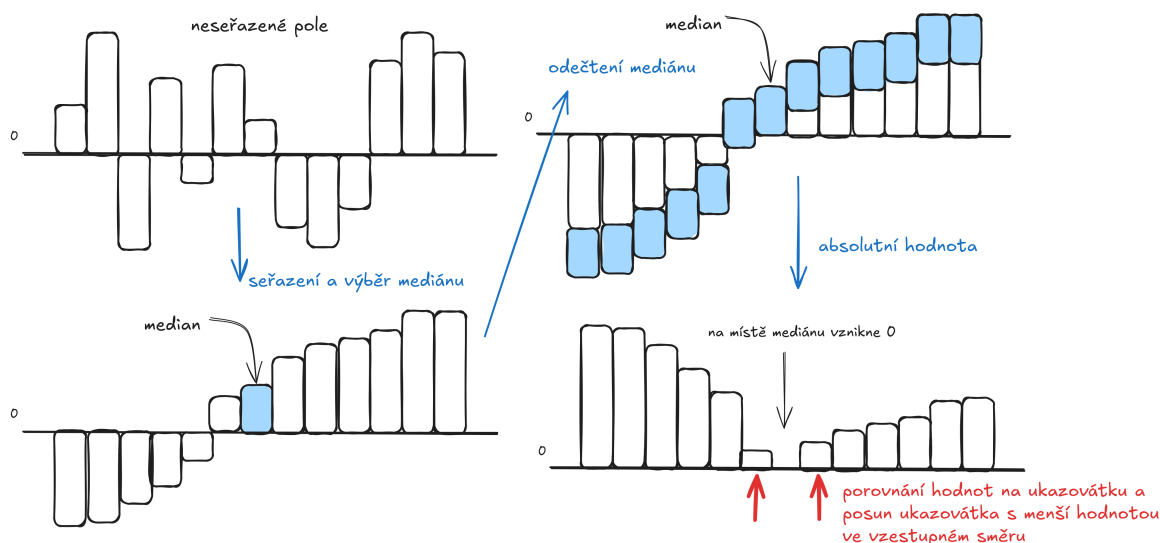 neseřazené pole
0
seřazení a výběr mediánu
median
0
odečtení mediánu
median
0
absolutní hodnota
na místě mediánu vznikne 0
0
porovnání hodnot na ukazovátku a
posun ukazovátka s menší hodnotou
ve vzestupném směru